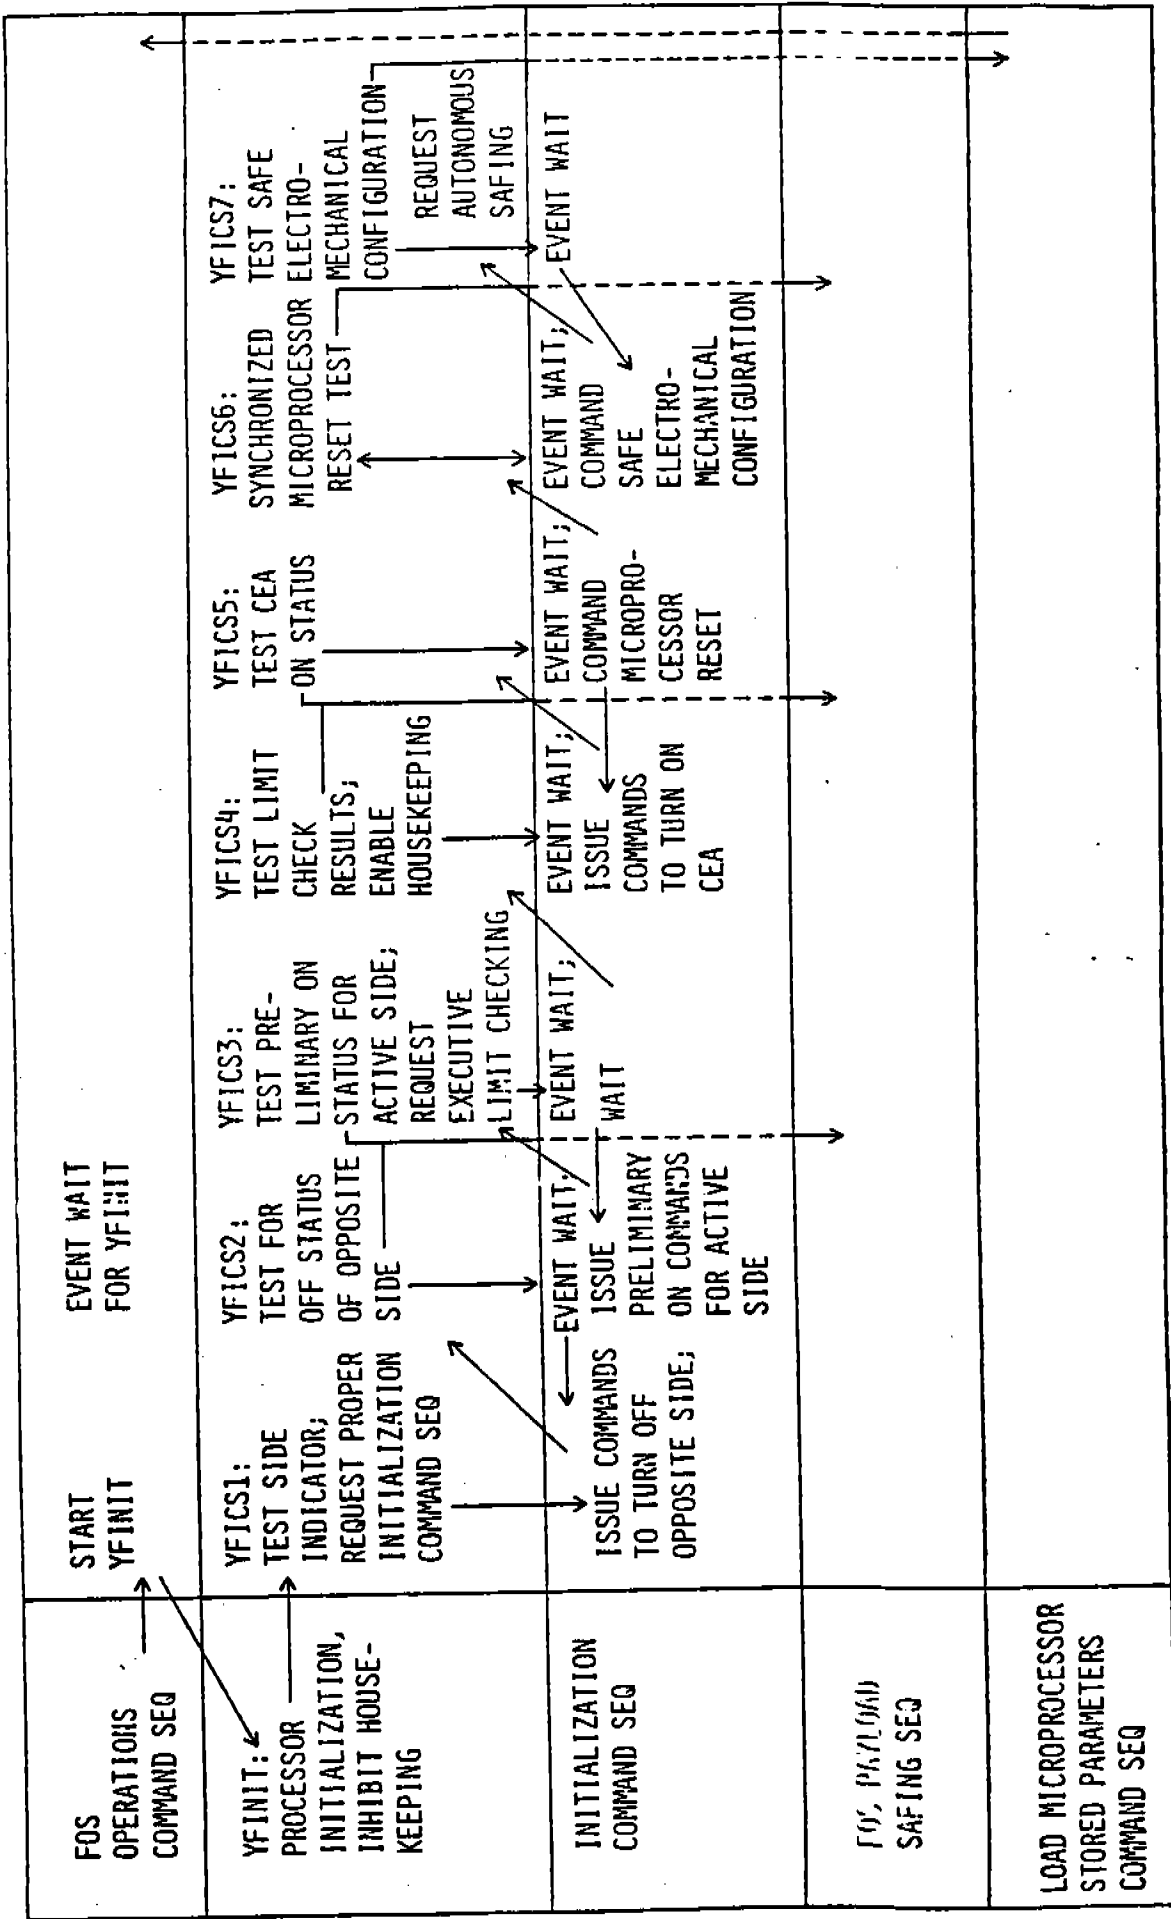 FOS
OPERATIONS
COMMAND SEQ
START
YFINIT
EVENT WAIT
FOR YFINIT
YFINIT:
PROCESSOR
INITIALIZATION,
INHIBIT HOUSE-
KEEPING
YFICS1:
TEST SIDE
INDICATOR;
REQUEST PROPER
INITIALIZATION
COMMAND SEQ
YFICS2:
TEST FOR
OFF STATUS
OF OPPOSITE
SIDE
YFICS3:
TEST PRE-
LIMINARY ON
STATUS FOR
ACTIVE SIDE;
REQUEST
EXECUTIVE
LIMIT CHECKING
YFICS4:
TEST LIMIT
CHECK
RESULTS;
ENABLE
HOUSEKEEPING
YFICS5:
TEST CEA
ON STATUS
YFICS6:
SYNCHRONIZED
MICROPROCESSOR
RESET TEST
YFICS7:
TEST SAFE
ELECTRO-
MECHANICAL
CONFIGURATION
REQUEST
AUTONOMOUS
SAFING
INITIALIZATION
COMMAND SEQ
ISSUE COMMANDS
TO TURN OFF
OPPOSITE SIDE;
EVENT WAIT;
ISSUE
PRELIMINARY
ON COMMANDS
FOR ACTIVE
SIDE
EVENT WAIT;
WAIT
EVENT WAIT;
ISSUE
COMMANDS
TO TURN ON
CEA
EVENT WAIT;
COMMAND
MICROPRO-
CESSOR
RESET
EVENT WAIT;
COMMAND
SAFE
ELECTRO-
MECHANICAL
CONFIGURATION
EVENT WAIT
PAYLOAD
SAFING SEQ
LOAD MICROPROCESSOR
STORED PARAMETERS
COMMAND SEQ